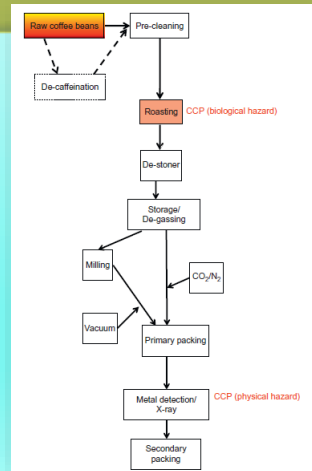 Raw coffee beans
Pre-cleaning
De-caffeination
Roasting
CCP (biological hazard)
De-stoner
Storage/
De-gassing
Milling
CO₂/N₂
Vacuum
Primary packing
Metal detection/
X-ray
CCP (physical hazard)
Secondary
packing